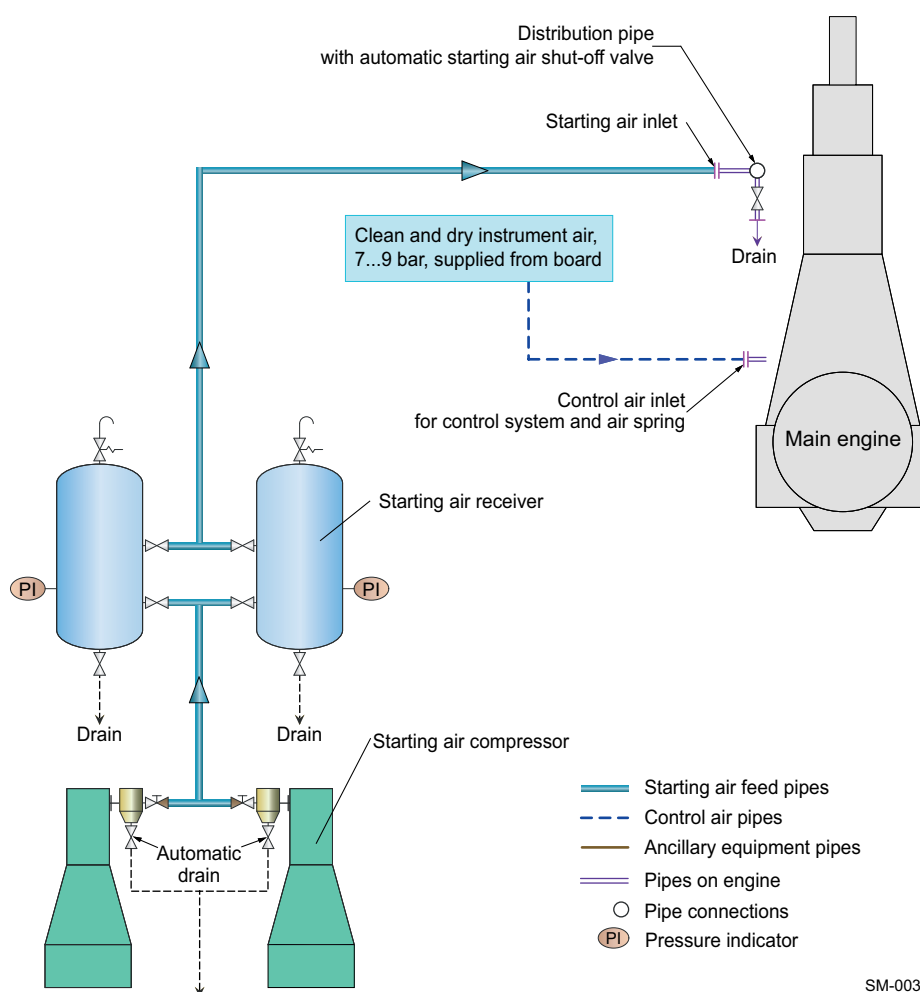 Distribution pipe
with automatic starting air shut-off valve
Starting air inlet
Clean and dry instrument air,
7...9 bar, supplied from board
Drain
Control air inlet
for control system and air spring
Main engine
Starting air receiver
PI
PI
Drain
Drain
Starting air compressor
Automatic
drain
Starting air feed pipes
Control air pipes
Ancillary equipment pipes
Pipes on engine
Pipe connections
PI Pressure indicator
SM-003